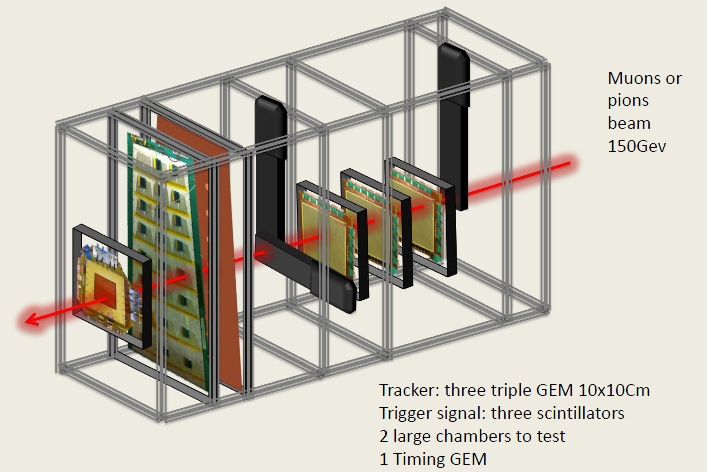 Muons or
pions
beam
150Gev
Tracker: three triple GEM 10x10Cm
Trigger signal: three scintillators
2 large chambers to test
1 Timing GEM